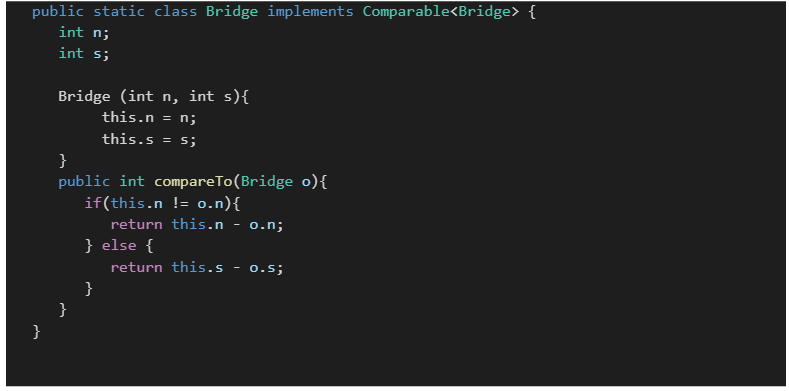 public static class Bridge implements Comparable<Bridge> {
int n;
int s;
Bridge (int n, int s){
this.n = n;
this.s = s;
}
public int compareTo(Bridge o){
if(this.n != o.n){
return this.n - o.n;
} else {
return this.s - o.s;
}
}
}